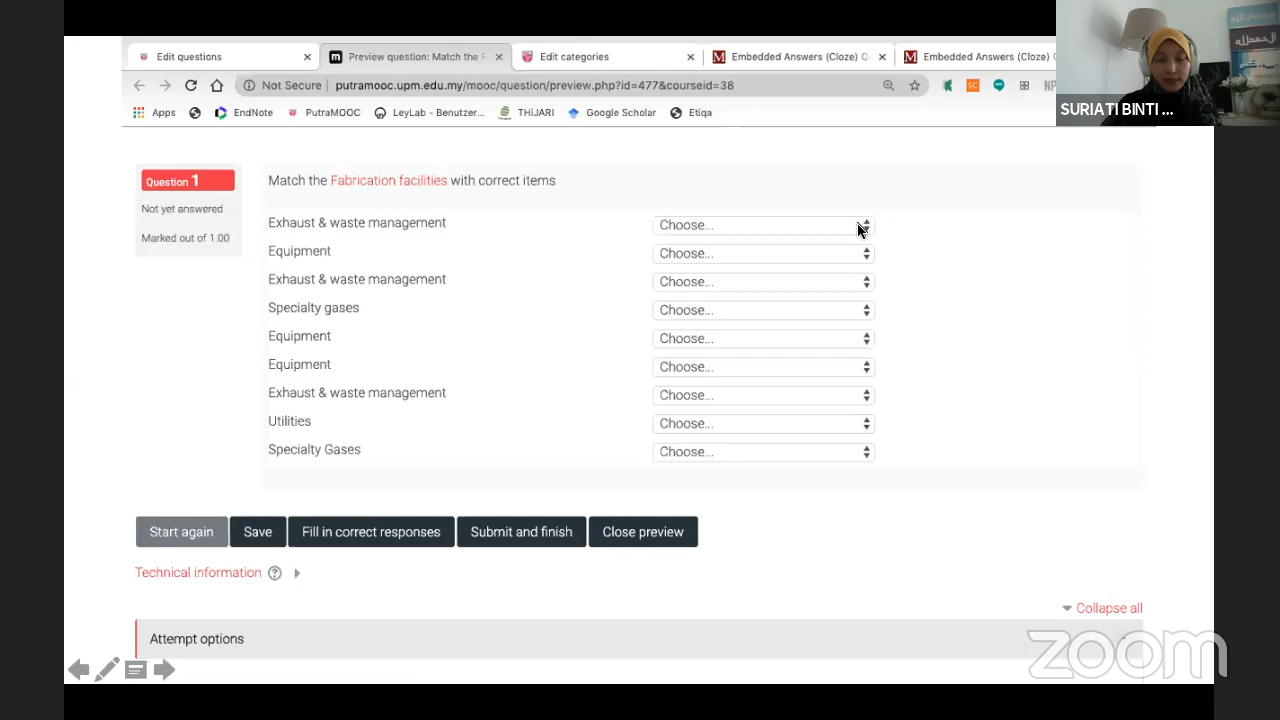 Edit questions
Preview question: Match the F
Edit categories
Embedded Answers (Cloze) Q
Embedded Answers (Cloze) Q
Not Secure
putramooc.upm.edu.my/mooc/question/preview.php?id=477&courseid=38
SC
NP
Apps
EndNote
PutraMOOC
LeyLab - Benutzer...
THiJARI
Google Scholar
Etiqa
SURIATI BINTI ...
Question 1
Not yet answered
Marked out of 1.00
Match the Fabrication facilities with correct items
Exhaust & waste management Choose...
Equipment Choose...
Exhaust & waste management Choose...
Specialty gases Choose...
Equipment Choose...
Equipment Choose...
Exhaust & waste management Choose...
Utilities Choose...
Specialty Gases Choose...
Start again
Save
Fill in correct responses
Submit and finish
Close preview
Technical information
Collapse all
Attempt options
zoom